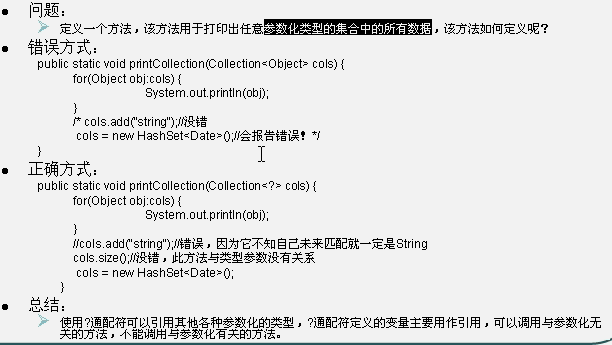 问题：
定义一个方法，该方法用于打印出任意参数化类型的集合中的所有数据，该方法如何定义呢？
错误方式：
public static void printCollection(Collection<Object> cols) {
for(Object obj:cols) {
System.out.println(obj);
}
/* cols.add("string");//没错
cols = new HashSet<Date>();//会报告错误！*/
}
正确方式：
public static void printCollection(Collection<?> cols) {
for(Object obj:cols) {
System.out.println(obj);
}
//cols.add("string");//错误，因为它不知自己未来匹配就一定是String
cols.size();//没错，此方法与类型参数没有关系
cols = new HashSet<Date>();
}
总结：
使用?通配符可以引用其他各种参数化的类型，?通配符定义的变量主要用作引用，可以调用与参数化无
关的方法，不能调用与参数化有关的方法。